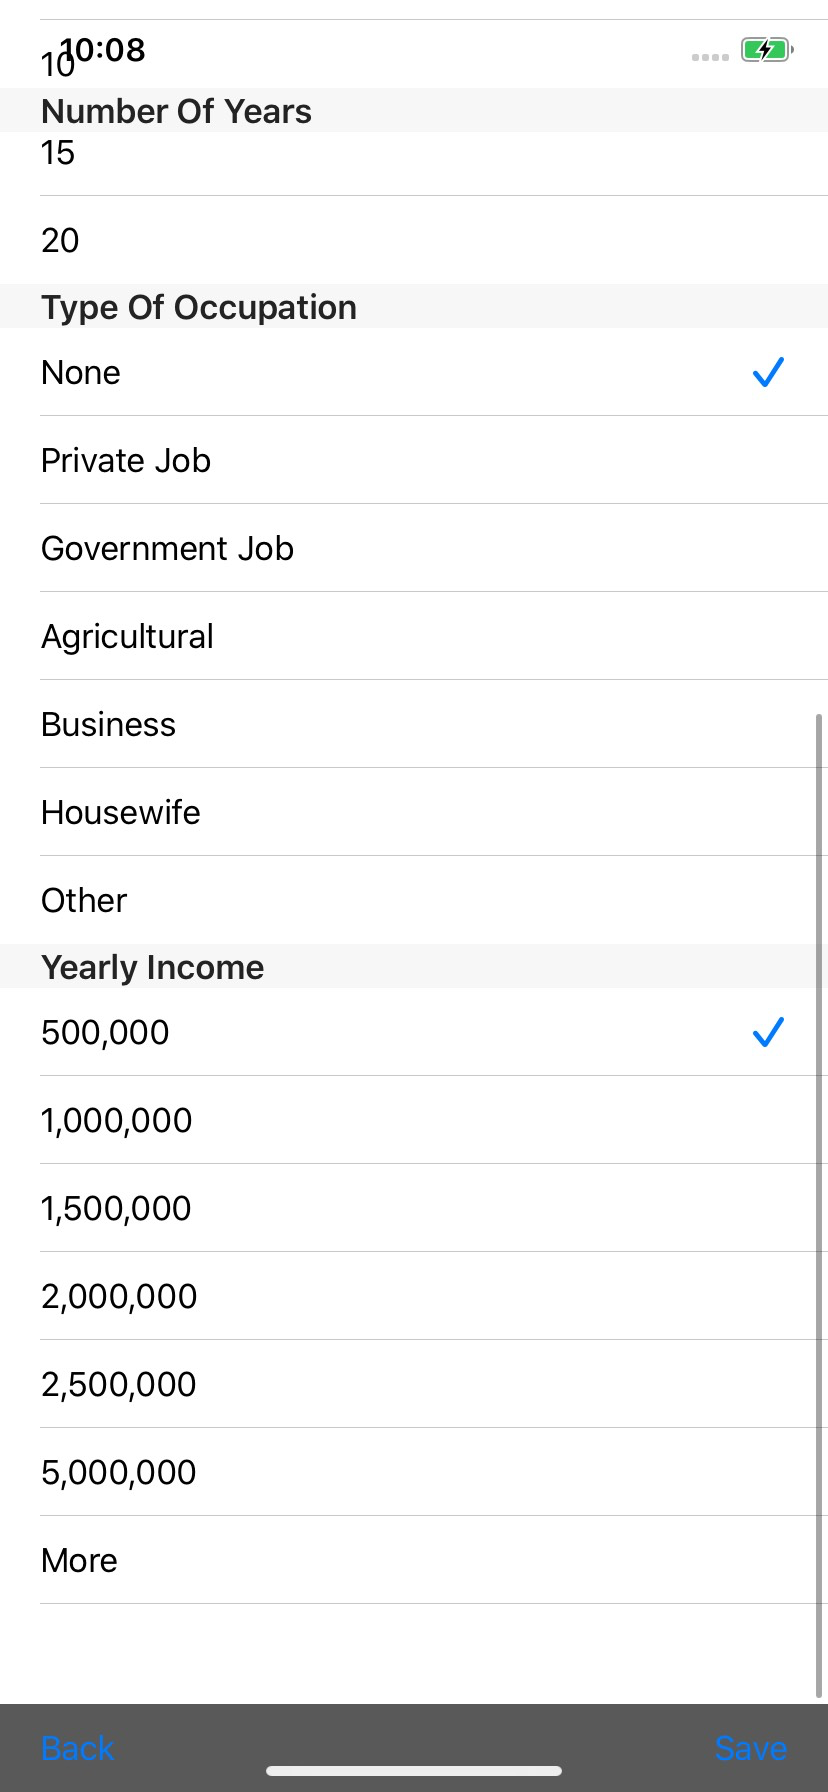 10:08
10
Number Of Years
15
20
Type Of Occupation
None
Private Job
Government Job
Agricultural
Business
Housewife
Other
Yearly Income
500,000
1,000,000
1,500,000
2,000,000
2,500,000
5,000,000
More
Back
Save